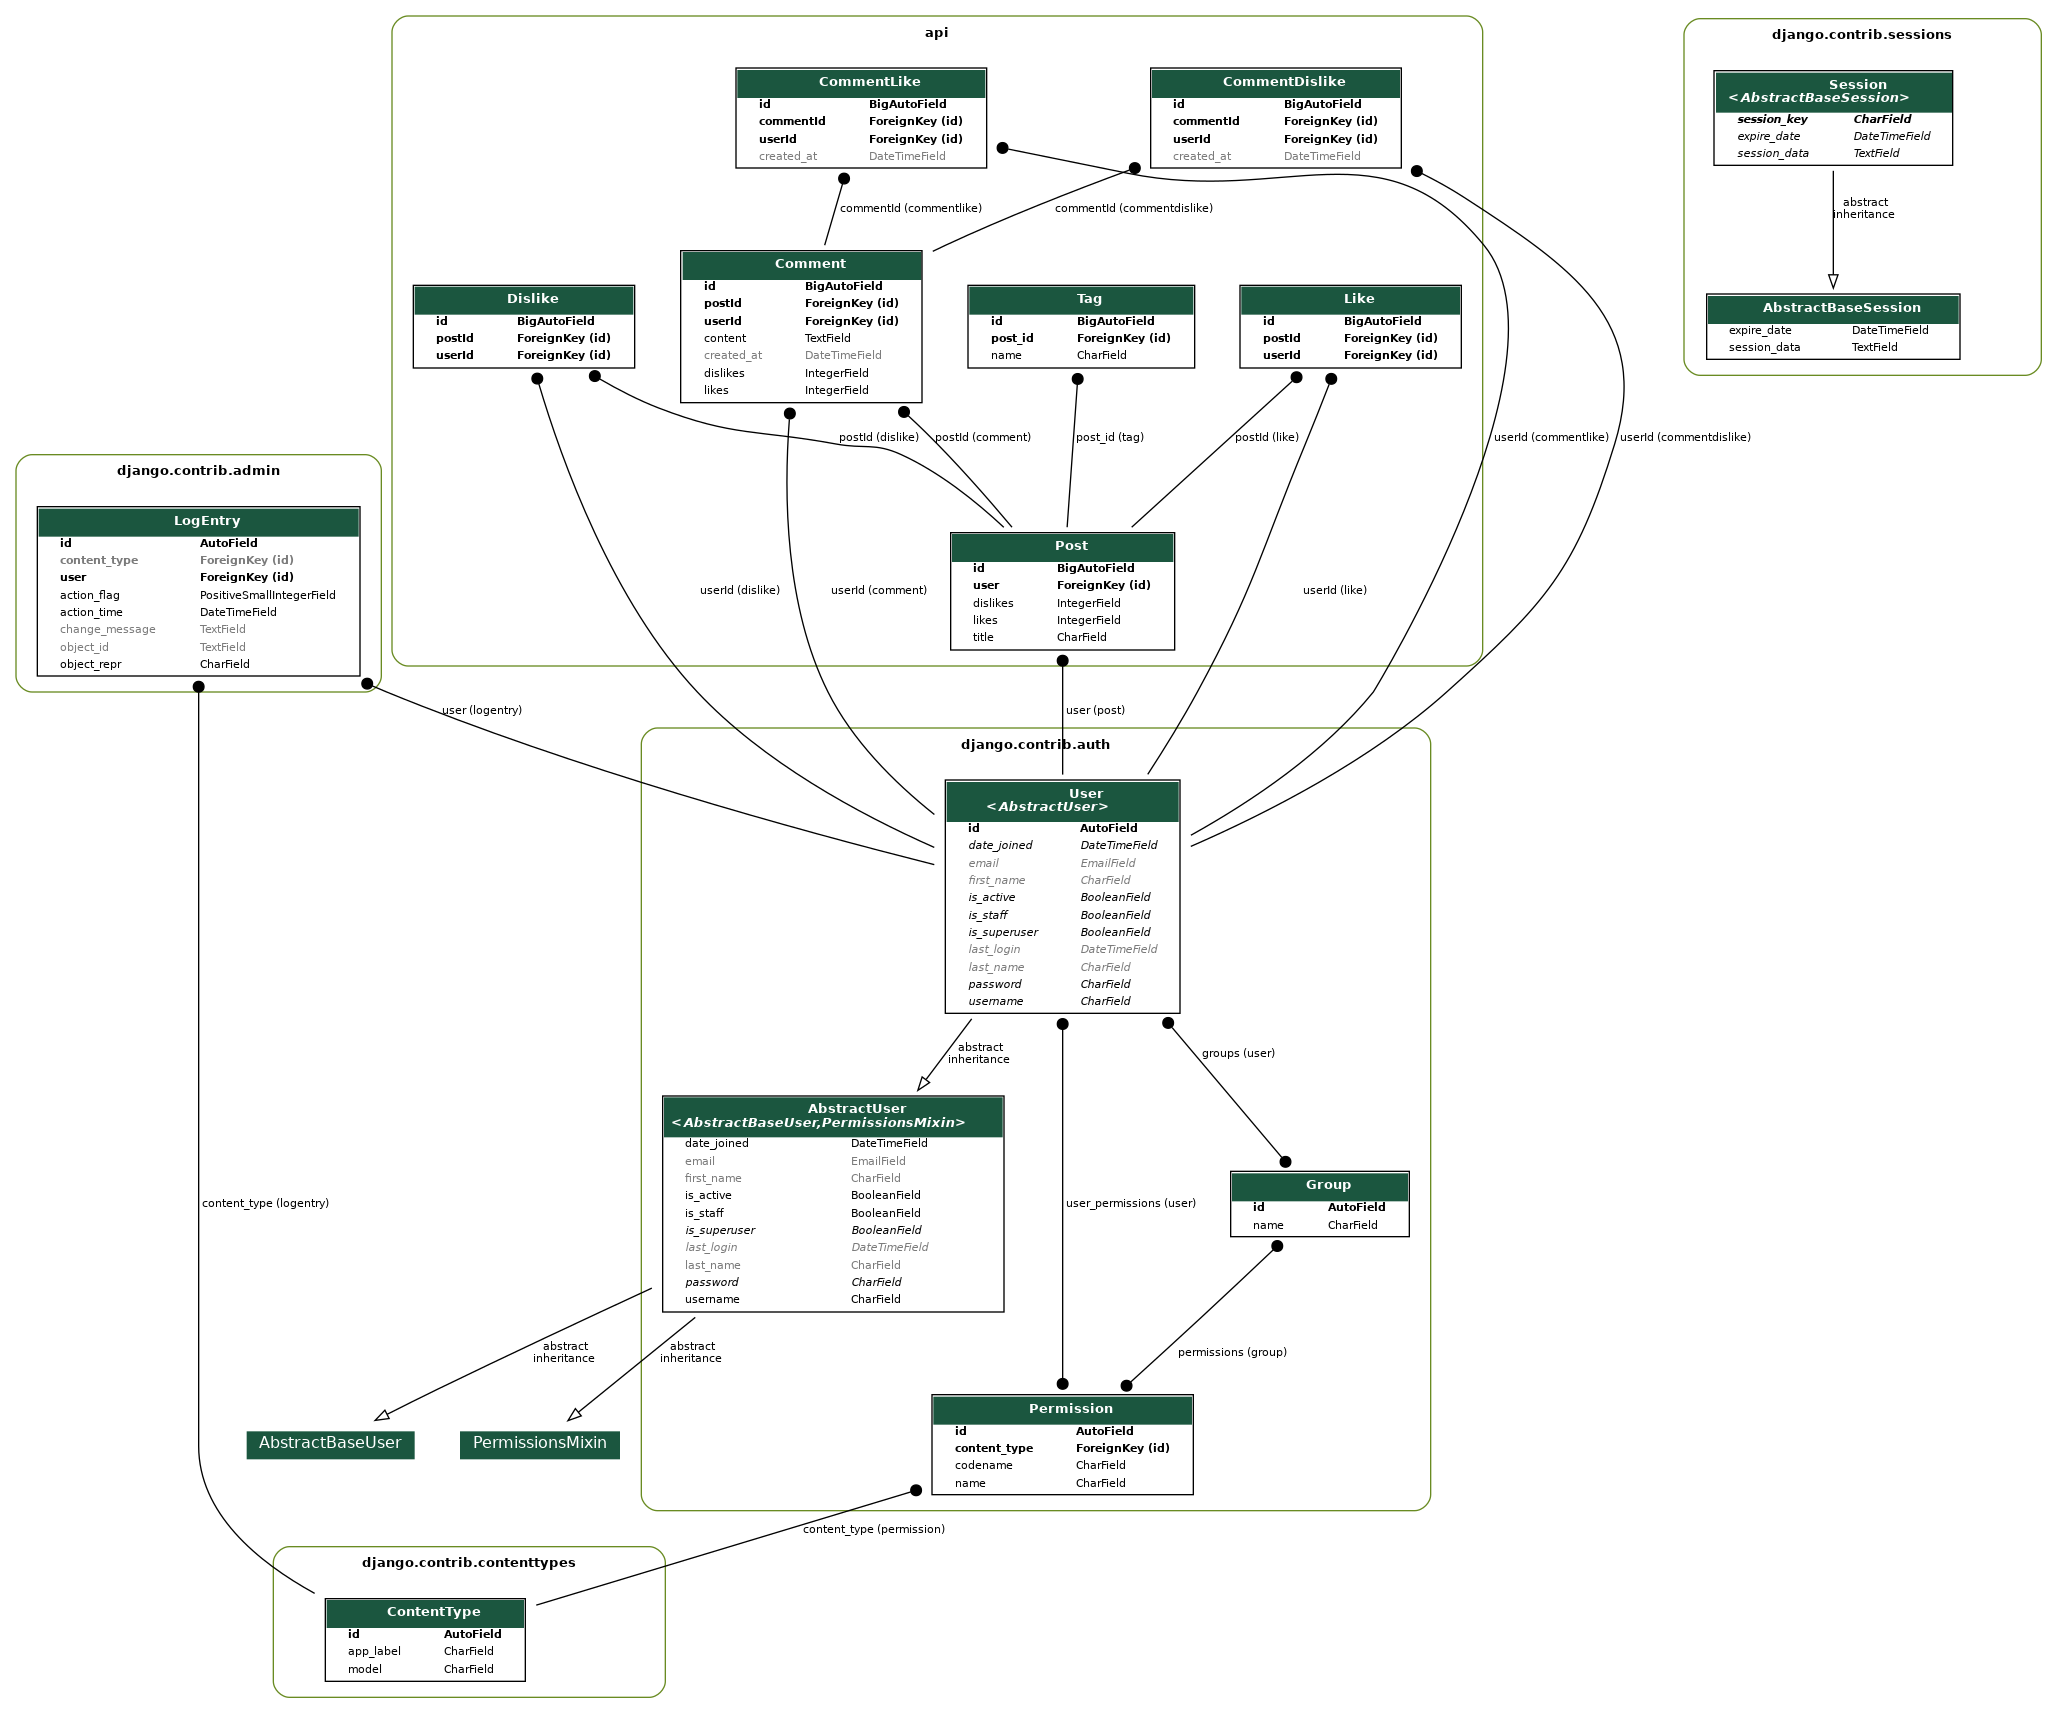 api
CommentLike
id BigAutoField
commentId ForeignKey (id)
userId ForeignKey (id)
created_at DateTimeField
CommentDislike
id BigAutoField
commentId ForeignKey (id)
userId ForeignKey (id)
created_at DateTimeField
django.contrib.sessions
Session
<AbstractBaseSession>
session_key CharField
expire_date DateTimeField
session_data TextField
abstract
inheritance
AbstractBaseSession
expire_date DateTimeField
session_data TextField
commentId (commentlike)
commentId (commentdislike)
Dislike
id BigAutoField
postId ForeignKey (id)
userId ForeignKey (id)
Comment
id BigAutoField
postId ForeignKey (id)
userId ForeignKey (id)
content TextField
created_at DateTimeField
dislikes IntegerField
likes IntegerField
Tag
id BigAutoField
post_id ForeignKey (id)
name CharField
Like
id BigAutoField
postId ForeignKey (id)
userId ForeignKey (id)
postId (dislike)
postId (comment)
post_id (tag)
postId (like)
userId (commentlike)
userId (commentdislike)
django.contrib.admin
LogEntry
id AutoField
content_type ForeignKey (id)
user ForeignKey (id)
action_flag PositiveSmallIntegerField
action_time DateTimeField
change_message TextField
object_id TextField
object_repr CharField
Post
id BigAutoField
user ForeignKey (id)
dislikes IntegerField
likes IntegerField
title CharField
userId (dislike)
userId (comment)
userId (like)
user (logentry)
user (post)
django.contrib.auth
User
<AbstractUser>
id AutoField
date_joined DateTimeField
email EmailField
first_name CharField
is_active BooleanField
is_staff BooleanField
is_superuser BooleanField
last_login DateTimeField
last_name CharField
password CharField
username CharField
abstract
inheritance
groups (user)
AbstractUser
<AbstractBaseUser,PermissionsMixin>
date_joined DateTimeField
email EmailField
first_name CharField
is_active BooleanField
is_staff BooleanField
is_superuser BooleanField
last_login DateTimeField
last_name CharField
password CharField
username CharField
content_type (logentry)
user_permissions (user)
Group
id AutoField
name CharField
abstract
inheritance
abstract
inheritance
permissions (group)
AbstractBaseUser
PermissionsMixin
Permission
id AutoField
content_type ForeignKey (id)
codename CharField
name CharField
content_type (permission)
django.contrib.contenttypes
ContentType
id AutoField
app_label CharField
model CharField